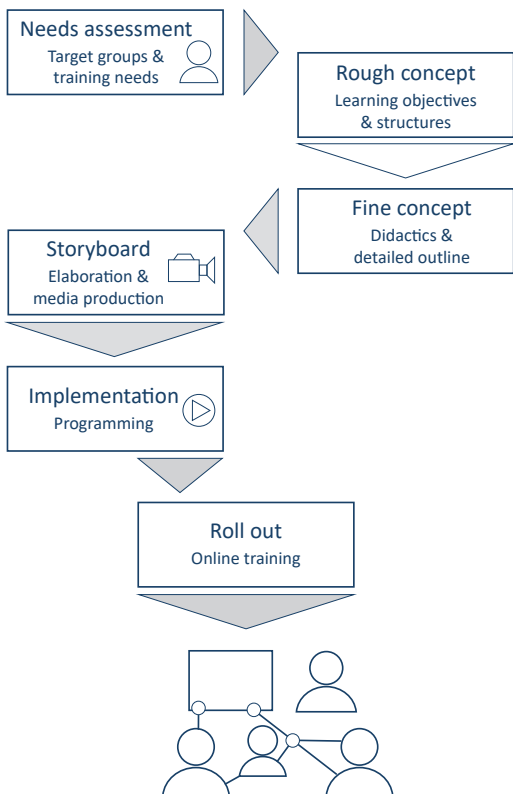 Needs assessment
Target groups &
training needs
Rough concept
Learning objectives
& structures
Fine concept
Didactics &
detailed outline
Storyboard
Elaboration &
media production
Implementation
Programming
Roll out
Online training